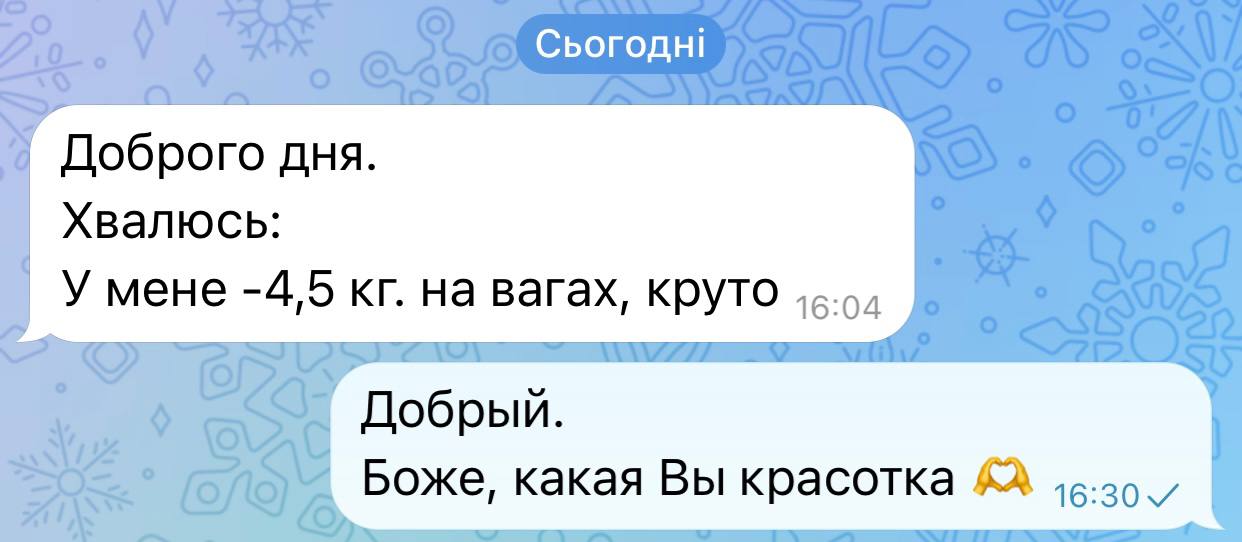 Сьогодні
Доброго дня.
Хвалюсь:
У мене -4,5 кг. на вагах, круто 16:04
Добрый.
Боже, какая Вы красотка 🫶 16:30